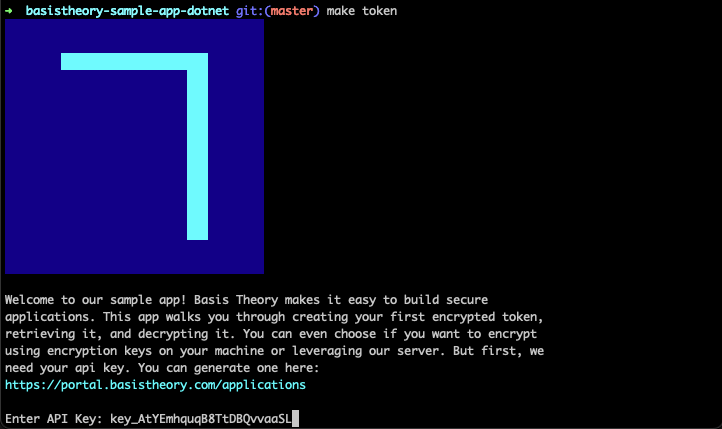 ➜ basistheory-sample-app-dotnet git:(master) make token
Welcome to our sample app! Basis Theory makes it easy to build secure
applications. This app walks you through creating your first encrypted token,
retrieving it, and decrypting it. You can even choose if you want to encrypt
using encryption keys on your machine or leveraging our server. But first, we
need your api key. You can generate one here:
https://portal.basistheory.com/applications
Enter API Key: key_AtYEmhquqB8TtDBQvvaaSL